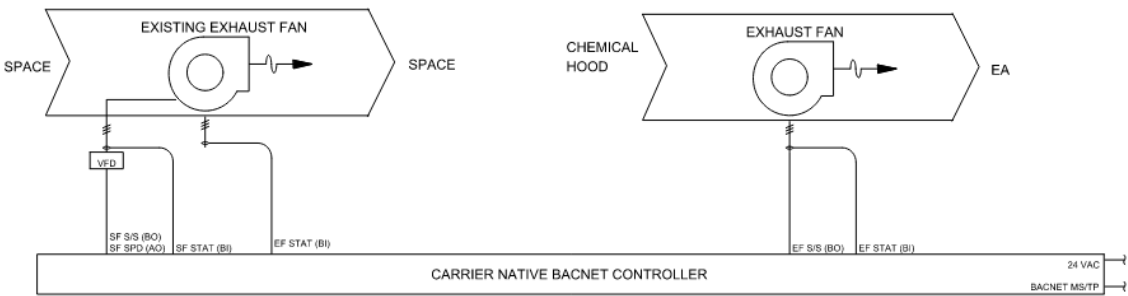 EXISTING EXHAUST FAN
SPACE
SPACE
VFD
SF S/S (BO)
SF SPD (AO)
SF STAT (BI)
EF STAT (BI)
EXHAUST FAN
CHEMICAL
HOOD
EA
EF S/S (BO)
EF STAT (BI)
CARRIER NATIVE BACNET CONTROLLER
24 VAC
BACNET MS/TP